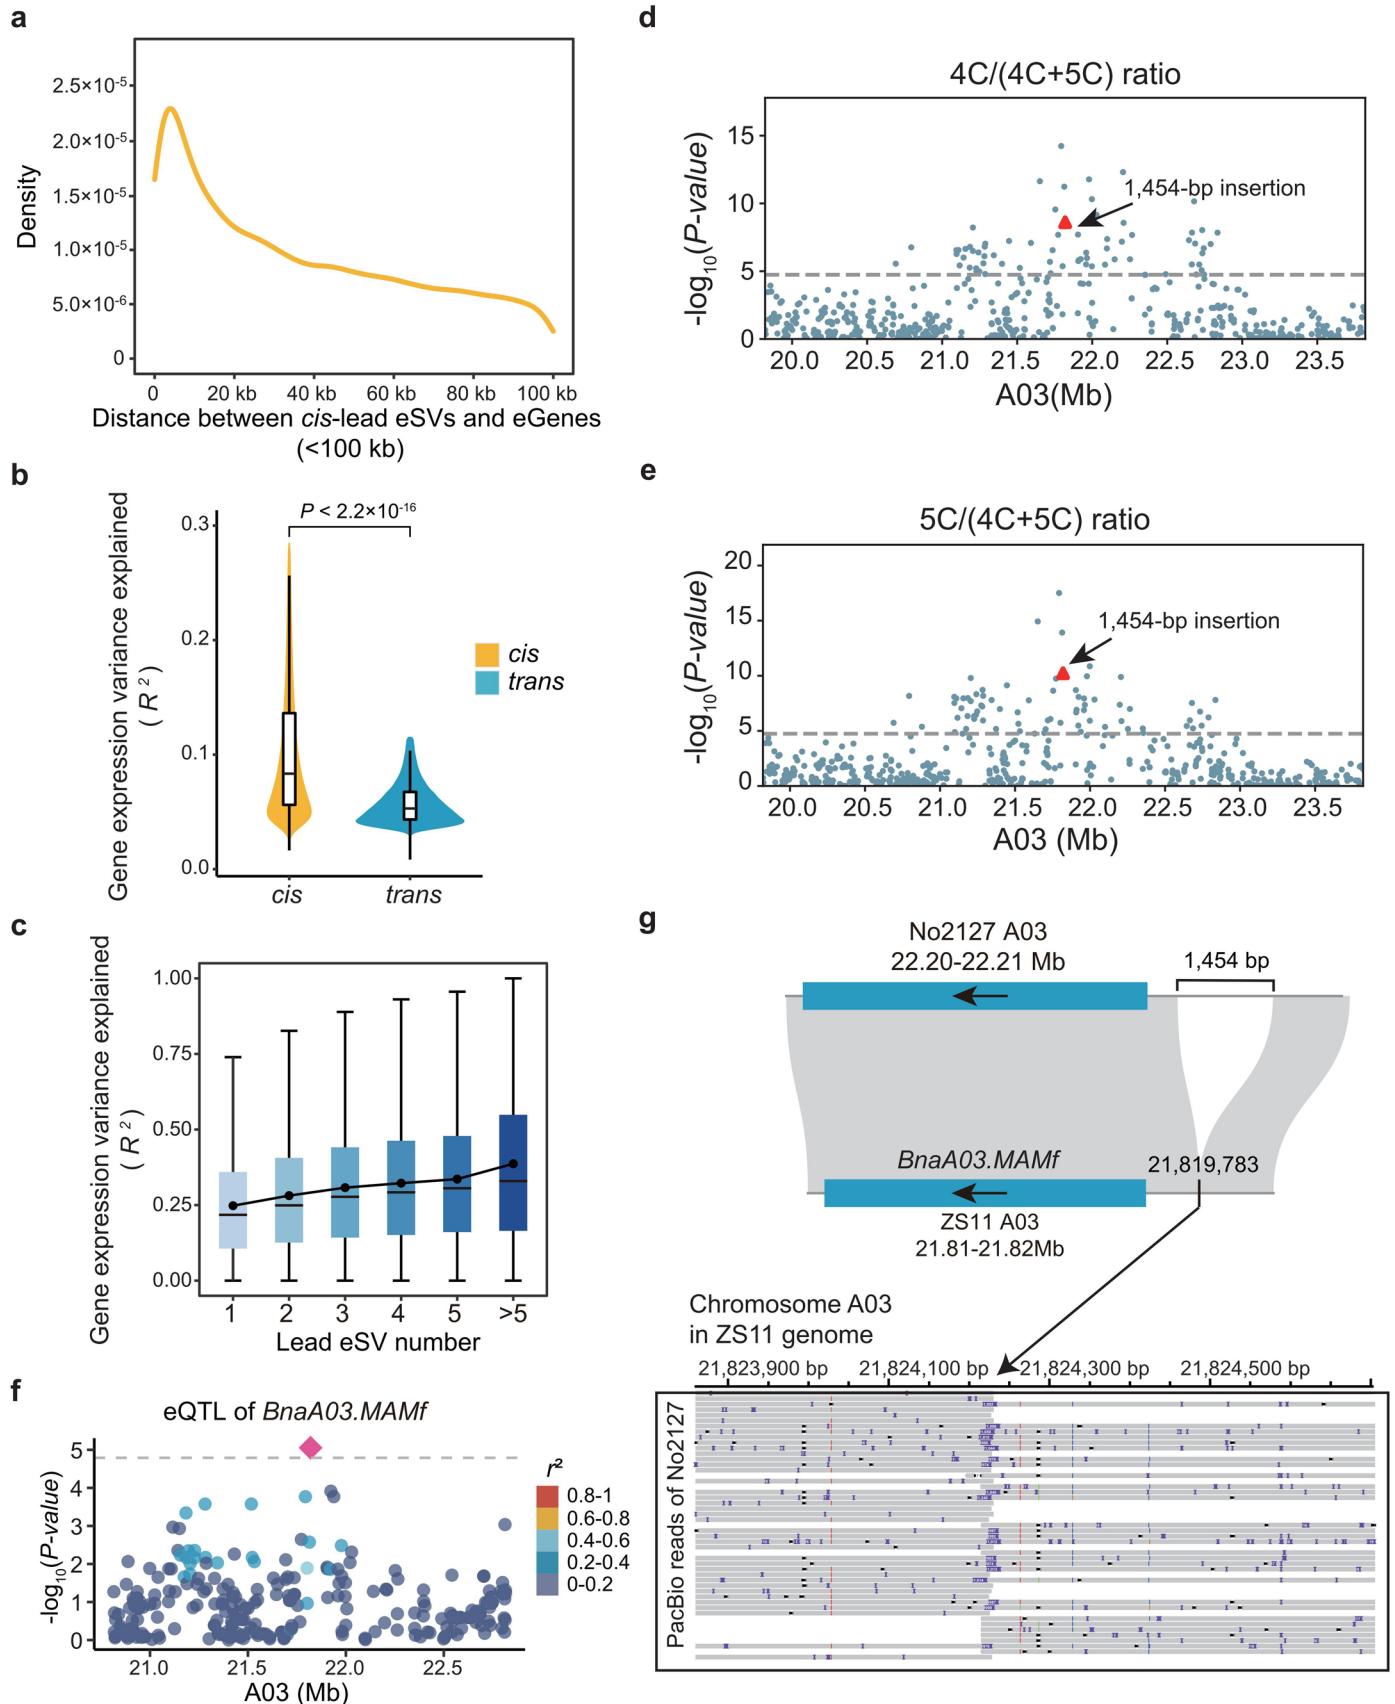 a
2.5×10⁻⁵
2.0×10⁻⁵
1.5×10⁻⁵
1.0×10⁻⁵
5.0×10⁻⁶
0
Density
0 20 kb 40 kb 60 kb 80 kb 100 kb
Distance between cis-lead eSVs and eGenes
(<100 kb)
b
Gene expression variance explained
( R ² )
0.3
0.2
0.1
0.0
P < 2.2×10⁻¹⁶
cis
trans
cis trans
c
Gene expression variance explained
( R ² )
1.00
0.75
0.50
0.25
0.00
1 2 3 4 5 >5
Lead eSV number
f
eQTL of BnaA03.MAMf
-log₁₀(P-value)
5
4
3
2
1
0
21.0 21.5 22.0 22.5
A03 (Mb)
r²
0.8-1
0.6-0.8
0.4-0.6
0.2-0.4
0-0.2
d
4C/(4C+5C) ratio
-log₁₀(P-value)
15
10
5
0
1,454-bp insertion
20.0 20.5 21.0 21.5 22.0 22.5 23.0 23.5
A03(Mb)
e
5C/(4C+5C) ratio
-log₁₀(P-value)
20
15
10
5
0
1,454-bp insertion
20.0 20.5 21.0 21.5 22.0 22.5 23.0 23.5
A03 (Mb)
g
No2127 A03
22.20-22.21 Mb
1,454 bp
BnaA03.MAMf
21,819,783
ZS11 A03
21.81-21.82Mb
Chromosome A03
in ZS11 genome
21,823,900 bp 21,824,100 bp 21,824,300 bp 21,824,500 bp
PacBio reads of No2127